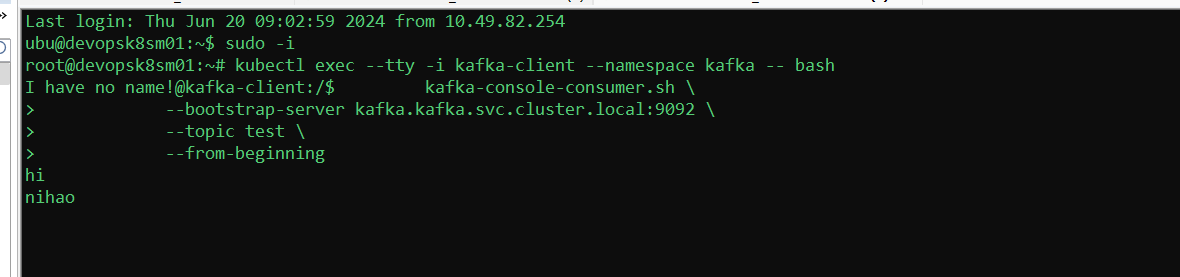 Last login: Thu Jun 20 09:02:59 2024 from 10.49.82.254
ubu@devopsk8sm01:~$ sudo -i
root@devopsk8sm01:~# kubectl exec --tty -i kafka-client --namespace kafka -- bash
I have no name!@kafka-client:/$         kafka-console-consumer.sh \
>             --bootstrap-server kafka.kafka.svc.cluster.local:9092 \
>             --topic test \
>             --from-beginning
hi
nihao